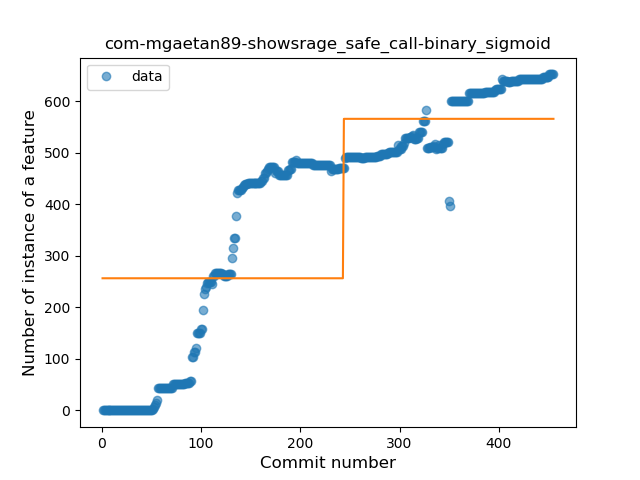 com-mgaetan89-showsrage_safe_call-binary_sigmoid
data
Number of instance of a feature
600
500
400
300
200
100
0
0 100 200 300 400
Commit number